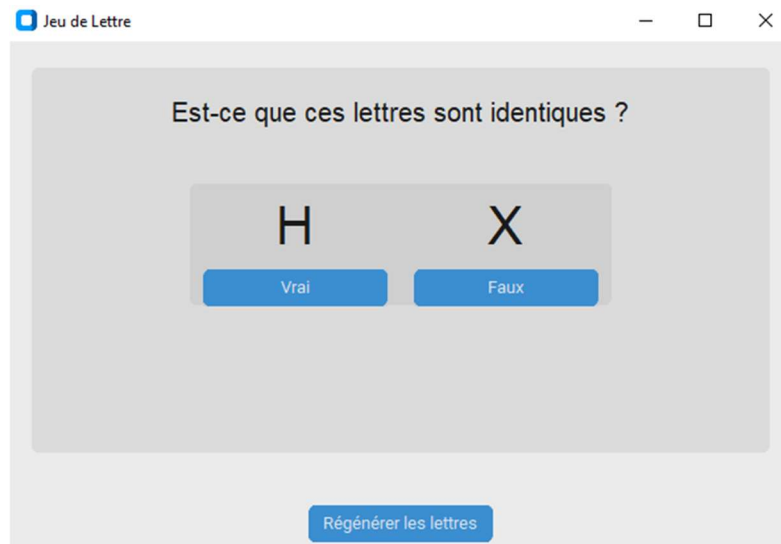 Jeu de Lettre
Est-ce que ces lettres sont identiques ?
H X
Vrai Faux
Régénérer les lettres